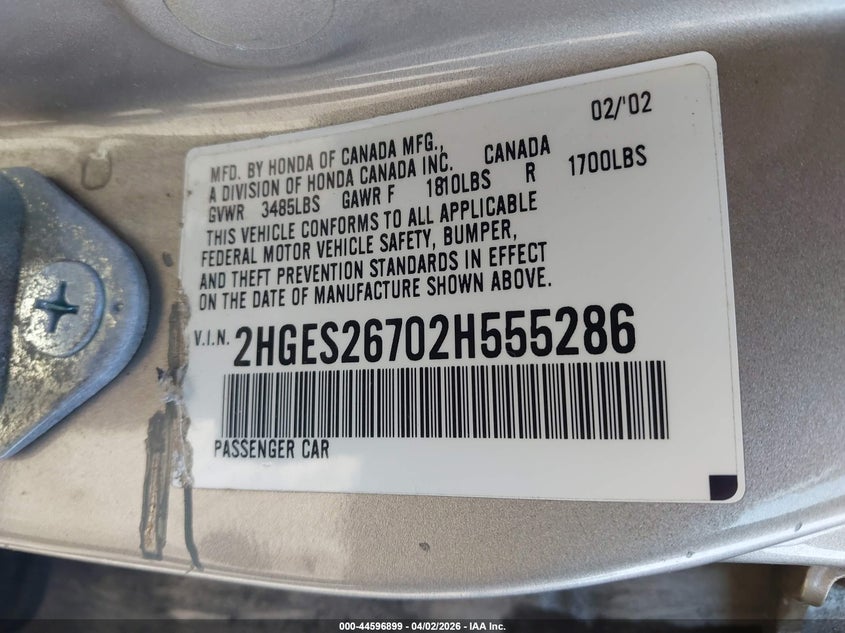 02/'02
MFD. BY HONDA OF CANADA MFG.,
A DIVISION OF HONDA CANADA INC. CANADA
GVWR 3485LBS GAWR F 1810LBS R 1700LBS
THIS VEHICLE CONFORMS TO ALL APPLICABLE
FEDERAL MOTOR VEHICLE SAFETY, BUMPER,
AND THEFT PREVENTION STANDARDS IN EFFECT
ON THE DATE OF MANUFACTURE SHOWN ABOVE.
V.I.N. 2HGES26702H555286
PASSENGER CAR
000-44596899 - 04/02/2026 - IAA Inc.